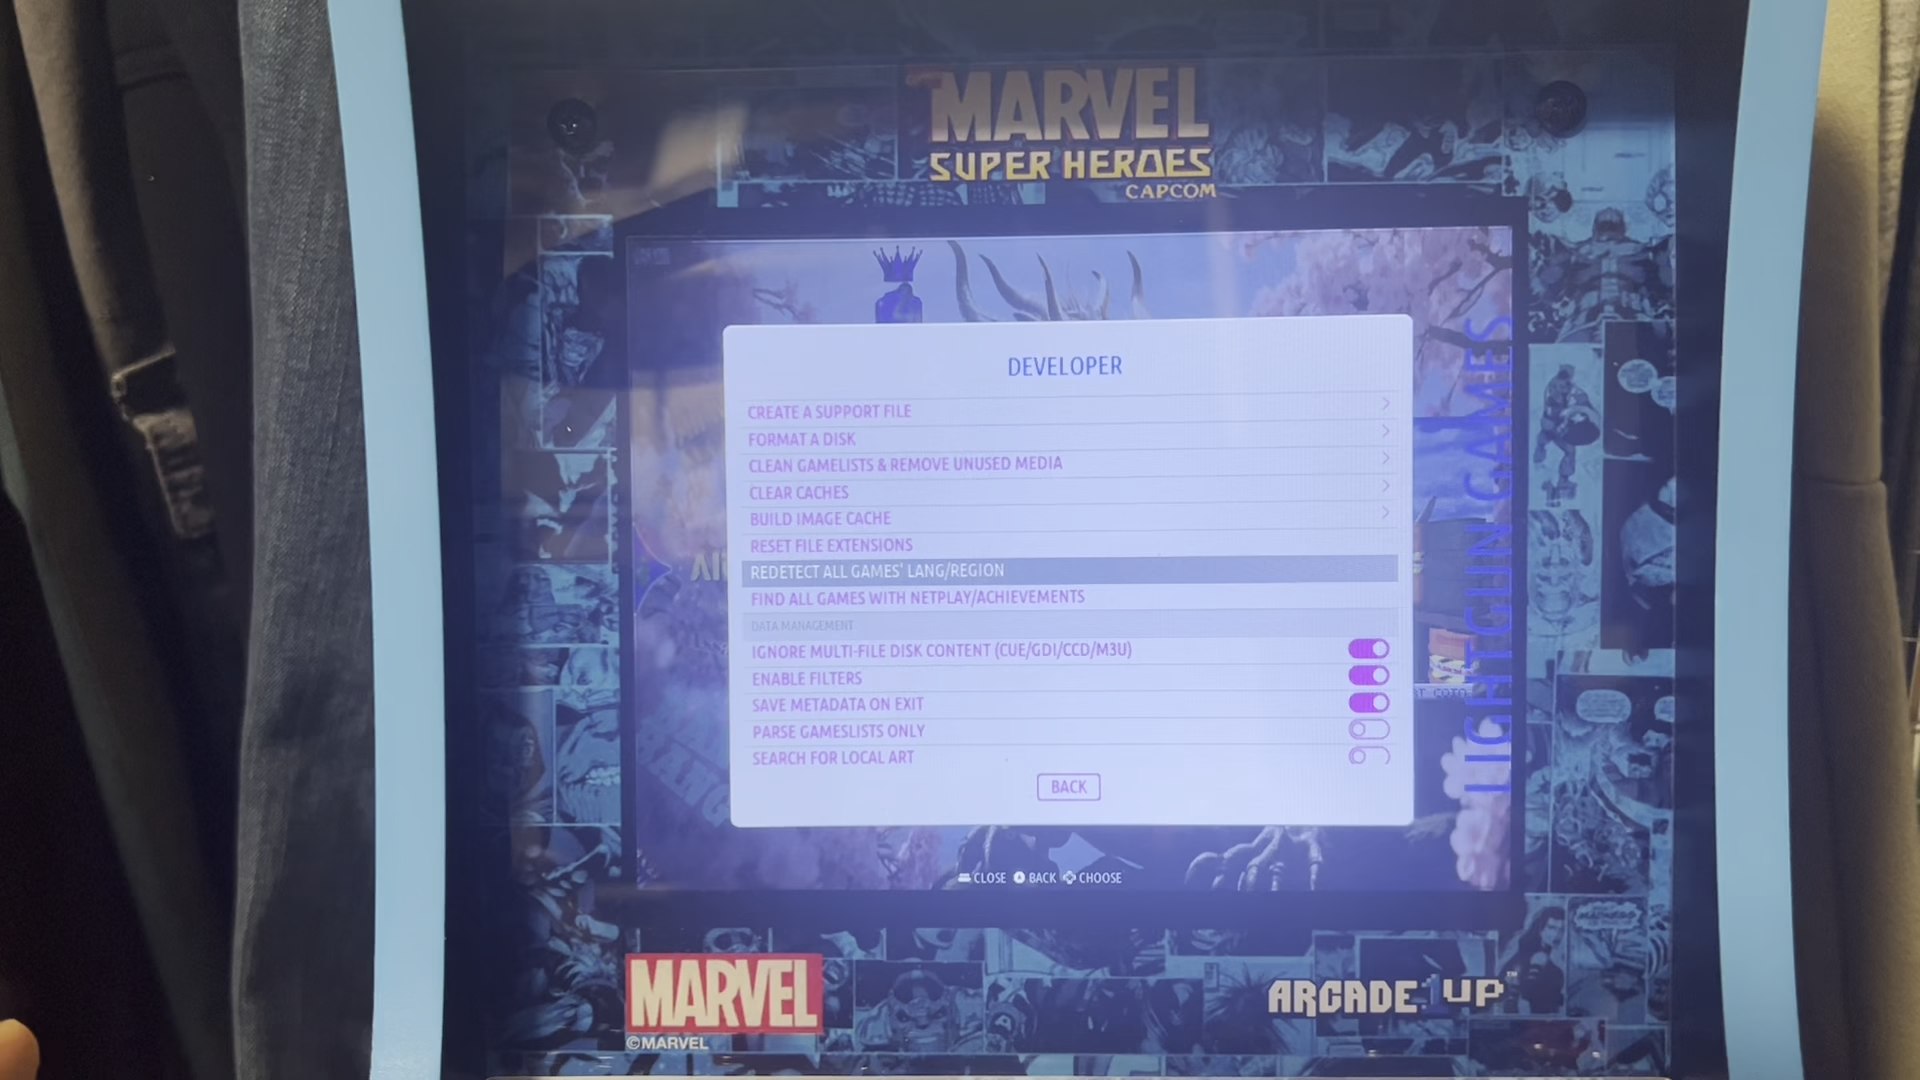 MARVEL
SUPER HEROES
CAPCOM
DEVELOPER
CREATE A SUPPORT FILE
FORMAT A DISK
CLEAN GAMELISTS & REMOVE UNUSED MEDIA
CLEAR CACHES
BUILD IMAGE CACHE
RESET FILE EXTENSIONS
REDETECT ALL GAMES' LANG/REGION
FIND ALL GAMES WITH NETPLAY/ACHIEVEMENTS
DATA MANAGEMENT
IGNORE MULTI-FILE DISK CONTENT (CUE/GDI/CCD/M3U)
ENABLE FILTERS
SAVE METADATA ON EXIT
PARSE GAMESLISTS ONLY
SEARCH FOR LOCAL ART
BACK
CLOSE BACK CHOOSE
LIGHTGUN GAMES
MARVEL
©MARVEL
ARCADE1UP™